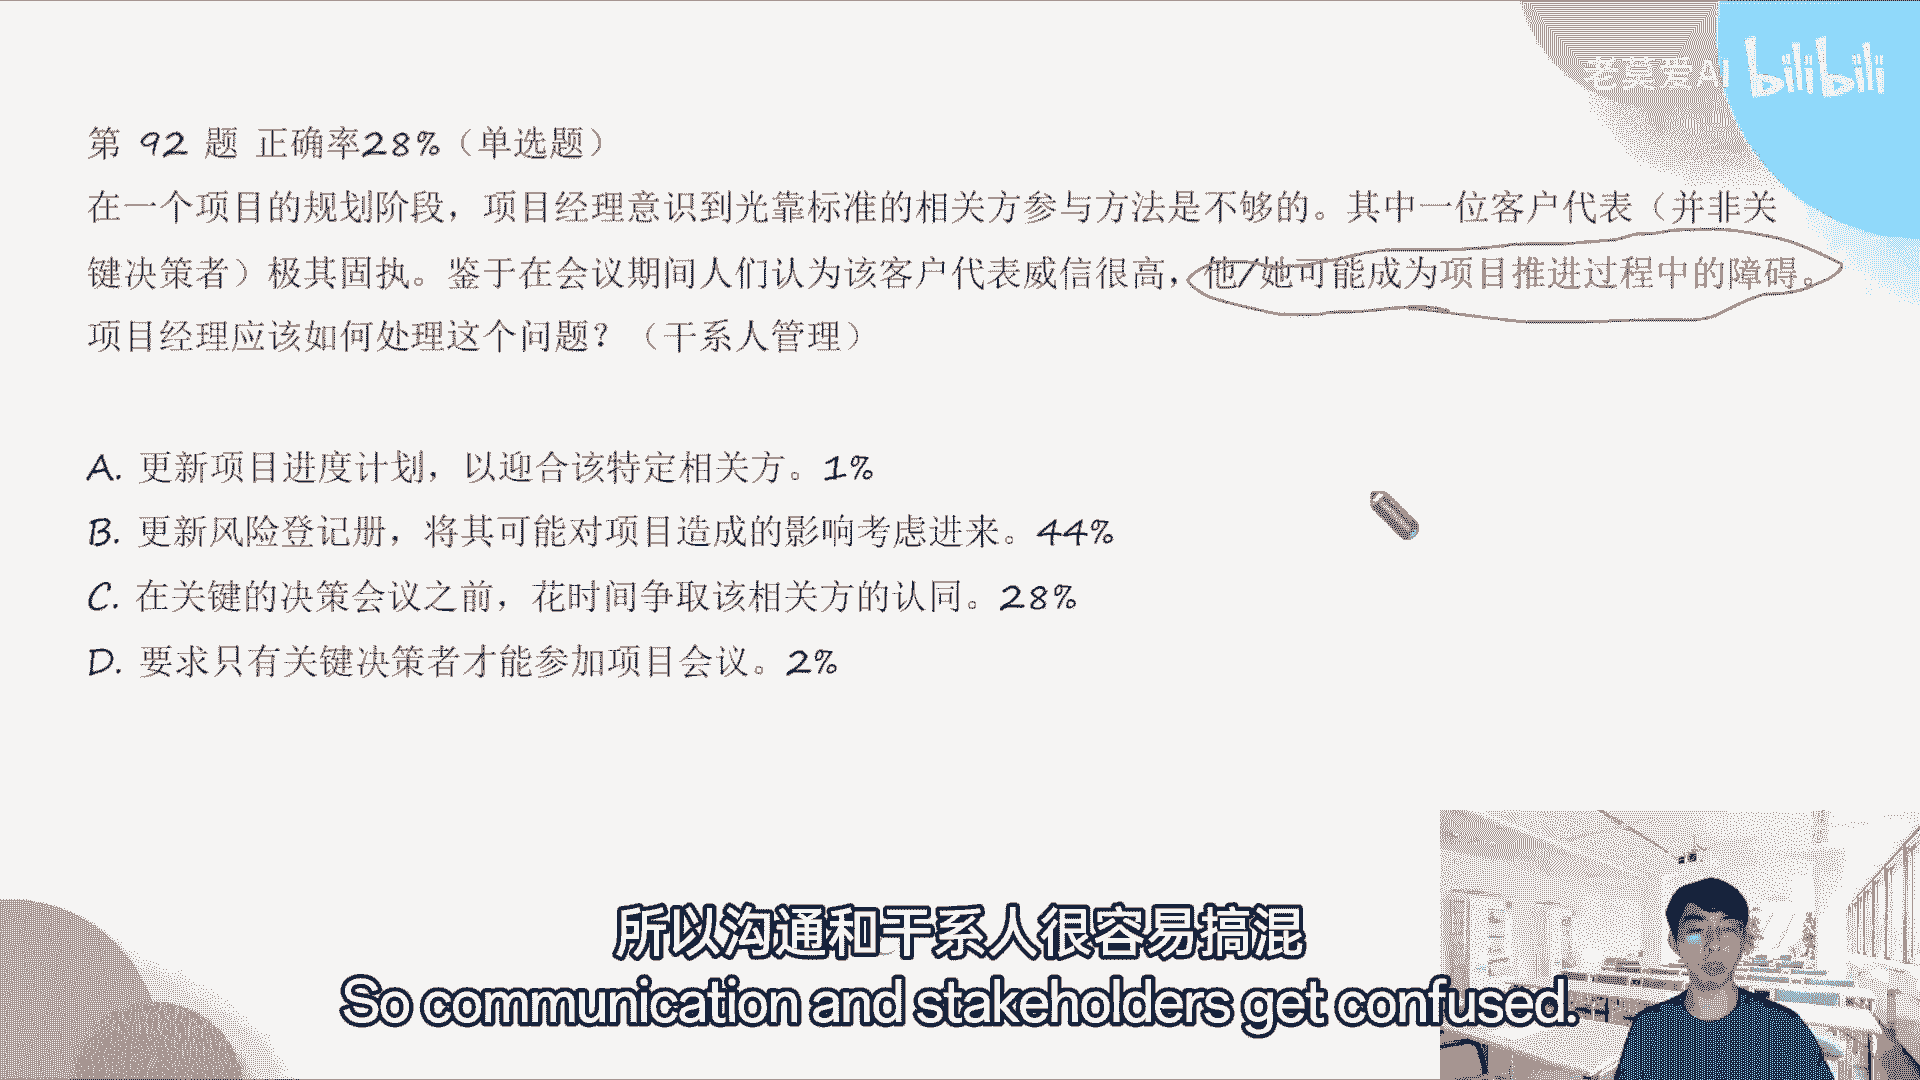 老莫爱AI bilibili
第 92 题 正确率28%（单选题）
在一个项目的规划阶段，项目经理意识到光靠标准的相关方参与方法是不够的。其中一位客户代表（并非关
键决策者）极其固执。鉴于在会议期间人们认为该客户代表威信很高，他/她可能成为项目推进过程中的障碍。
项目经理应该如何处理这个问题？（干系人管理）
A. 更新项目进度计划，以迎合该特定相关方。1%
B. 更新风险登记册，将其可能对项目造成的影响考虑进来。44%
C. 在关键的决策会议之前，花时间争取该相关方的认同。28%
D. 要求只有关键决策者才能参加项目会议。2%
所以沟通和干系人很容易搞混
So communication and stakeholders get confused.